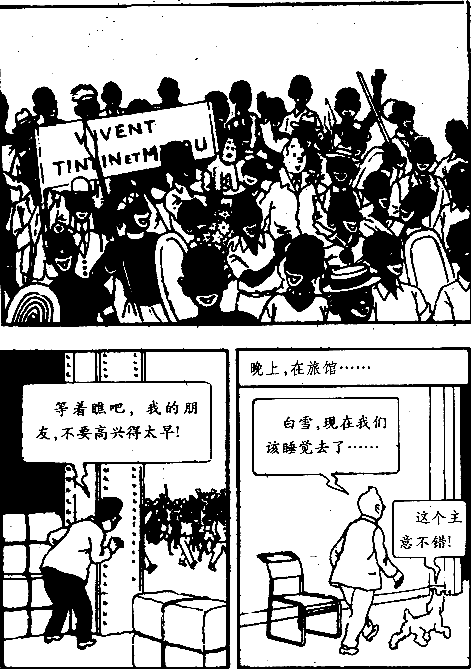 VIVENT
TINTIN ET M
等着瞧吧，我的朋
友,不要高兴得太早!
晚上,在旅馆……
白雪,现在我们
该睡觉去了……
这个主
意不错!